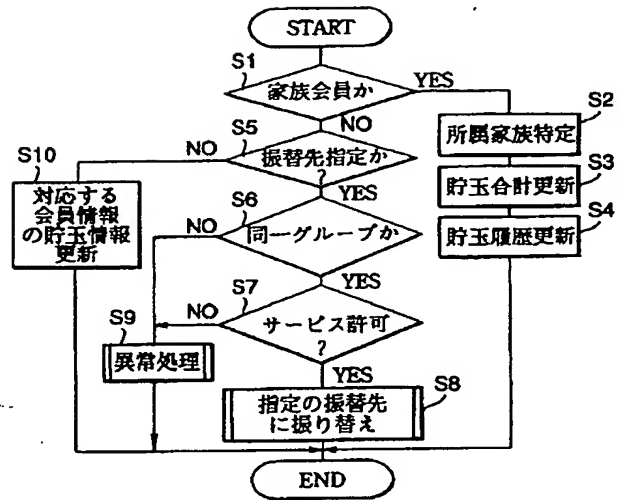 START
S1
家族会員か
YES
NO
S2
所属家族特定
S3
貯玉合計更新
S4
貯玉履歴更新
S5
振替先指定か
?
NO
YES
S10
対応する
会員情報
の貯玉情報
更新
S6
同一グループか
NO
YES
S7
サービス許可
?
NO
YES
S9
異常処理
S8
指定の振替先
に振り替え
END